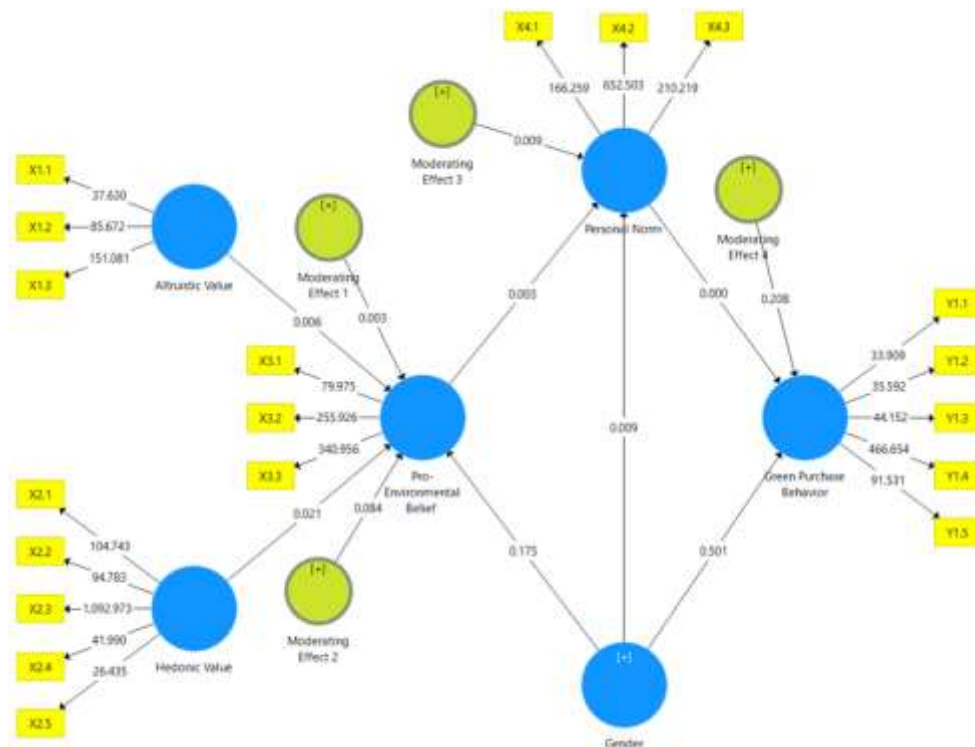 X4.1
X4.2
X4.3
166.259
652.503
210.219
[+]
0.009
Moderating
Effect 3
Personal Norm
[+]
Moderating
Effect 4
0.208
X1.1
X1.2
X1.3
37.630
85.672
151.081
Altruistic Value
0.006
[+]
Moderating
Effect 1
0.003
0.003
0.000
X3.1
X3.2
X3.3
79.975
255.926
340.956
Pro-
Environmental
Belief
0.009
Y1.1
Y1.2
Y1.3
Y1.4
Y1.5
33.909
35.592
44.152
466.654
91.531
Green Purchase
Behavior
X2.1
X2.2
X2.3
X2.4
X2.5
104.743
94.783
1,092.973
41.990
26.435
Hedonic Value
0.021
0.084
[+]
Moderating
Effect 2
0.175
0.501
[+]
Gender